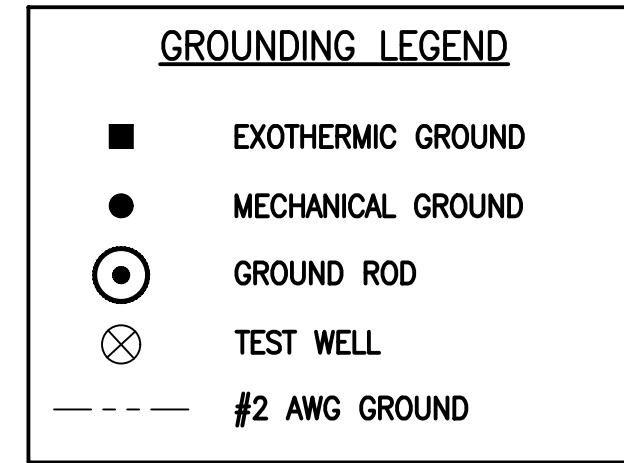 GROUNDING LEGEND
EXOTHERMIC GROUND
MECHANICAL GROUND
GROUND ROD
TEST WELL
#2 AWG GROUND